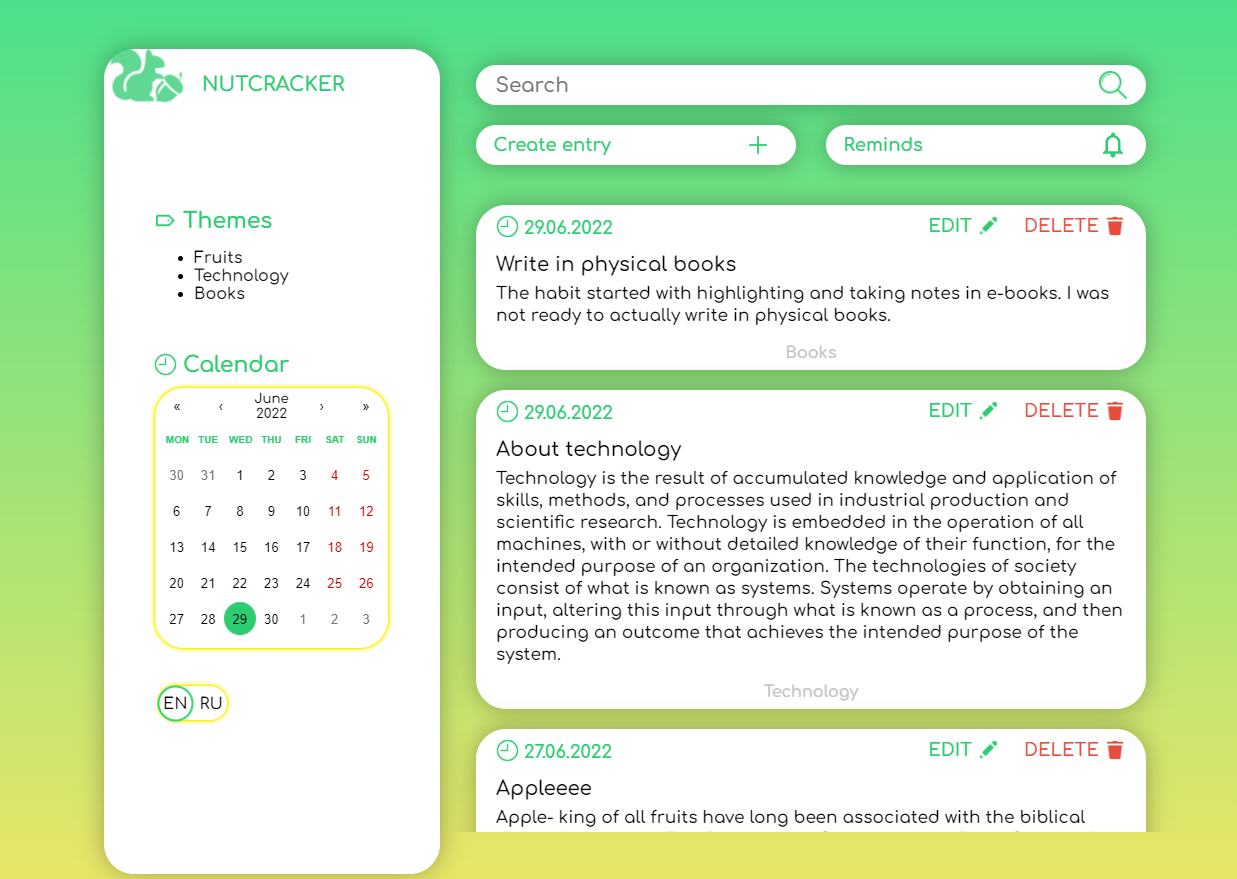 NUTCRACKER
Themes
Fruits
Technology
Books
Calendar
« ‹ June 2022 › »
MON TUE WED THU FRI SAT SUN
30 31 1 2 3 4 5
6 7 8 9 10 11 12
13 14 15 16 17 18 19
20 21 22 23 24 25 26
27 28 29 30 1 2 3
EN RU
Search
Create entry
Reminds
29.06.2022 EDIT DELETE
Write in physical books
The habit started with highlighting and taking notes in e-books. I was
not ready to actually write in physical books.
Books
29.06.2022 EDIT DELETE
About technology
Technology is the result of accumulated knowledge and application of
skills, methods, and processes used in industrial production and
scientific research. Technology is embedded in the operation of all
machines, with or without detailed knowledge of their function, for the
intended purpose of an organization. The technologies of society
consist of what is known as systems. Systems operate by obtaining an
input, altering this input through what is known as a process, and then
producing an outcome that achieves the intended purpose of the
system.
Technology
27.06.2022 EDIT DELETE
Appleeee
Apple- king of all fruits have long been associated with the biblical